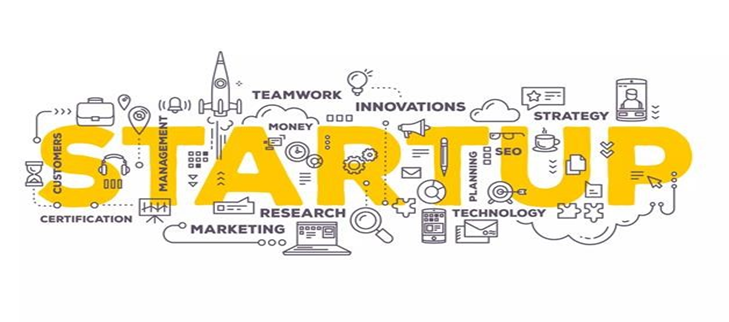 TEAMWORK
INNOVATIONS
STRATEGY
MONEY
STARTUP
CUSTOMERS
MANAGEMENT
PLANNING
SEO
CERTIFICATION
RESEARCH
TECHNOLOGY
MARKETING